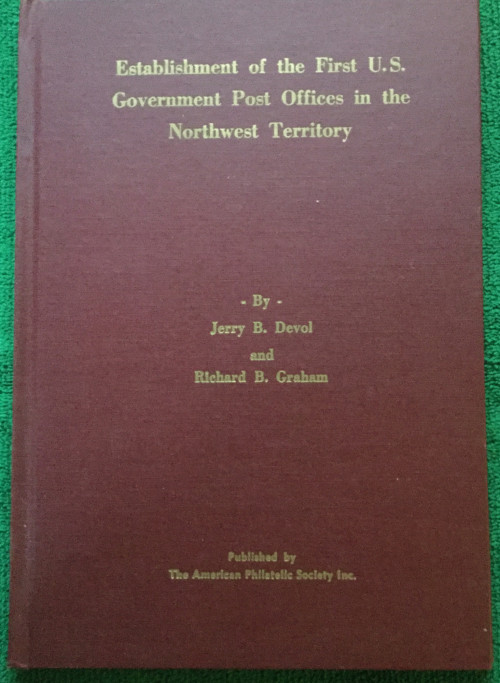 Establishment of the First U.S.
Government Post Offices in the
Northwest Territory
- By -
Jerry B. Devol
and
Richard B. Graham
Published by
The American Philatelic Society Inc.